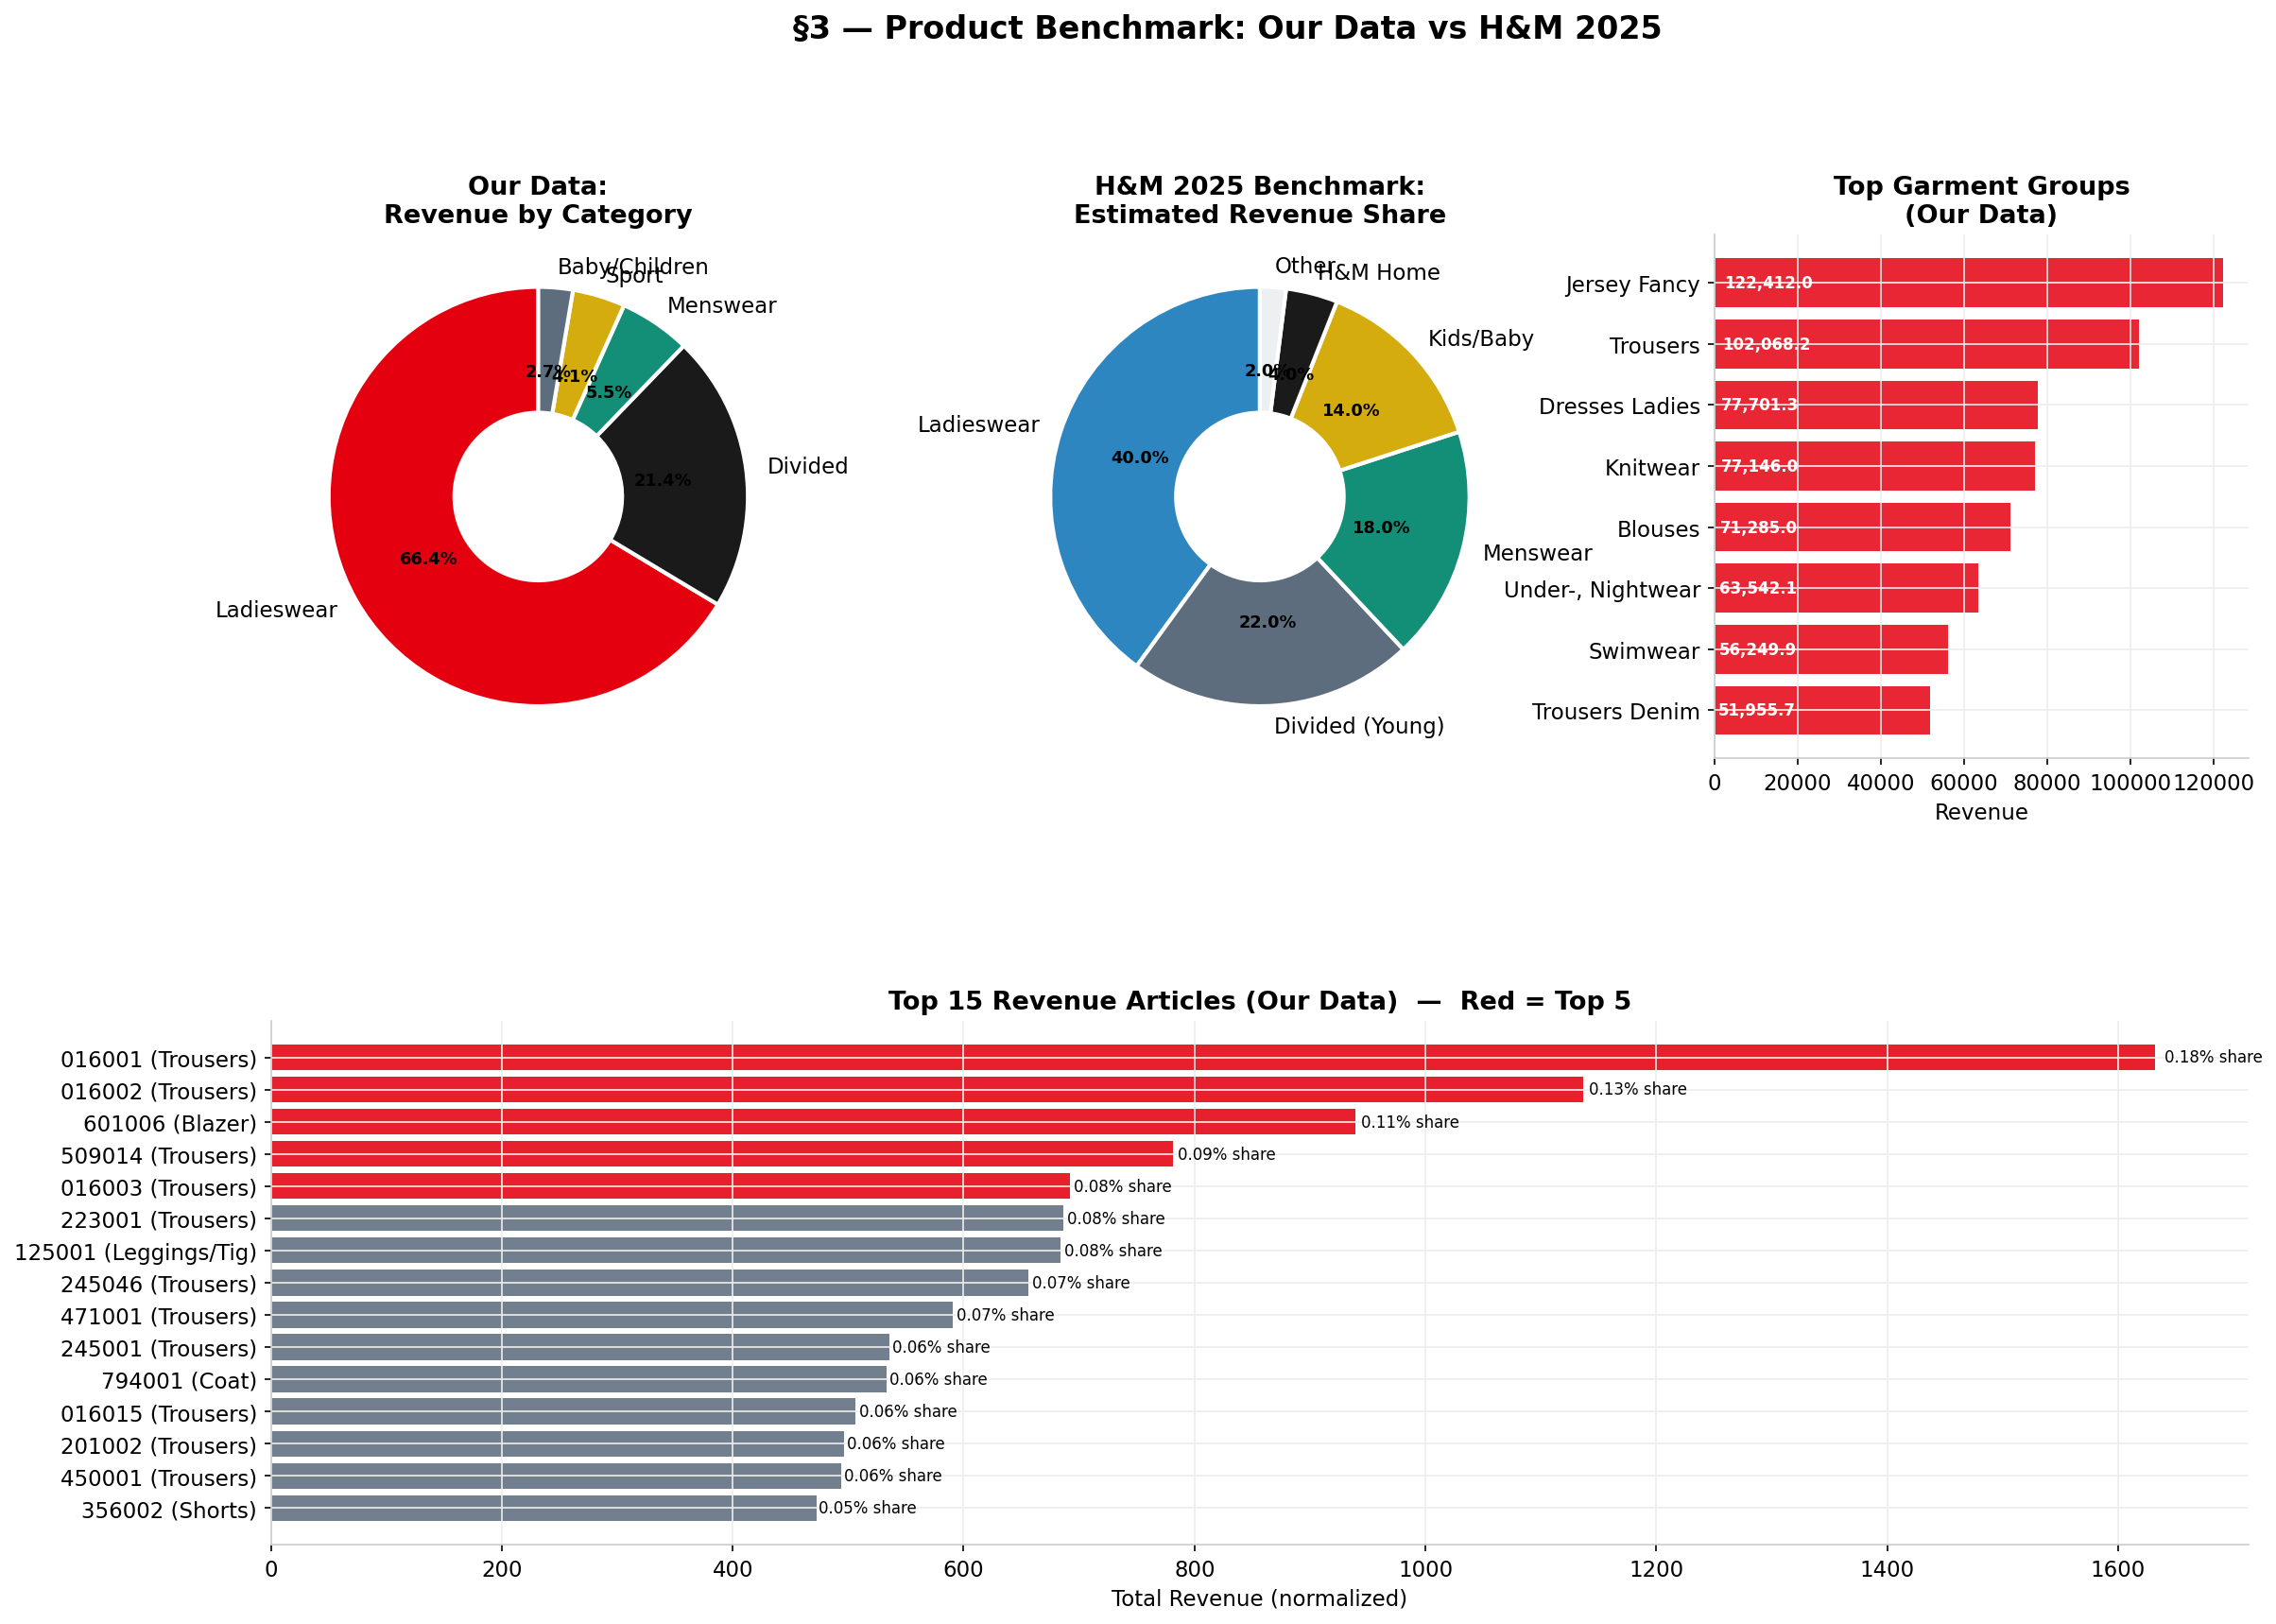 §3 — Product Benchmark: Our Data vs H&M 2025
Our Data:
Revenue by Category
Baby/Children
Sport
Menswear
Divided
Ladieswear
2.7%
4.1%
5.5%
21.4%
66.4%
H&M 2025 Benchmark:
Estimated Revenue Share
Other
H&M Home
Kids/Baby
Ladieswear
Menswear
Divided (Young)
2.0%
4.0%
14.0%
40.0%
18.0%
22.0%
Top Garment Groups
(Our Data)
Jersey Fancy 122,412.0
Trousers 102,068.2
Dresses Ladies 77,701.3
Knitwear 77,146.0
Blouses 71,285.0
Under-, Nightwear 63,542.1
Swimwear 56,249.9
Trousers Denim 51,955.7
0 20000 40000 60000 80000 100000 120000
Revenue
Top 15 Revenue Articles (Our Data) — Red = Top 5
016001 (Trousers) 0.18% share
016002 (Trousers) 0.13% share
601006 (Blazer) 0.11% share
509014 (Trousers) 0.09% share
016003 (Trousers) 0.08% share
223001 (Trousers) 0.08% share
125001 (Leggings/Tig) 0.08% share
245046 (Trousers) 0.07% share
471001 (Trousers) 0.07% share
245001 (Trousers) 0.06% share
794001 (Coat) 0.06% share
016015 (Trousers) 0.06% share
201002 (Trousers) 0.06% share
450001 (Trousers) 0.06% share
356002 (Shorts) 0.05% share
0 200 400 600 800 1000 1200 1400 1600
Total Revenue (normalized)